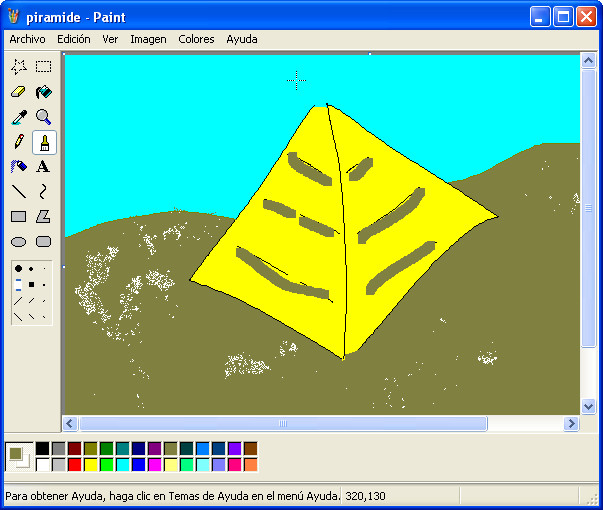 piramide - Paint
Archivo Edición Ver Imagen Colores Ayuda
A
Para obtener Ayuda, haga clic en Temas de Ayuda en el menú Ayuda. 320,130